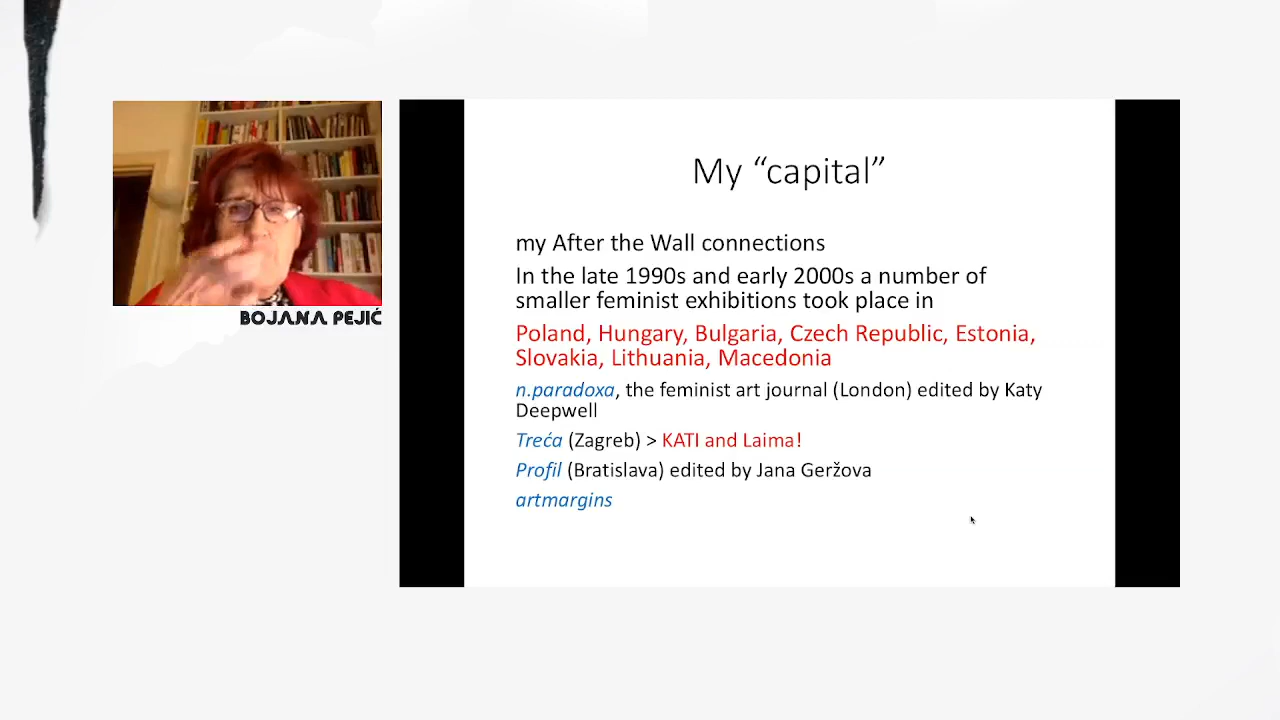 BOJANA PEJIĆ
My “capital”
my After the Wall connections
In the late 1990s and early 2000s a number of
smaller feminist exhibitions took place in
Poland, Hungary, Bulgaria, Czech Republic, Estonia,
Slovakia, Lithuania, Macedonia
n.paradoxa, the feminist art journal (London) edited by Katy
Deepwell
Treća (Zagreb) > KATI and Laima!
Profil (Bratislava) edited by Jana Geržova
artmargins